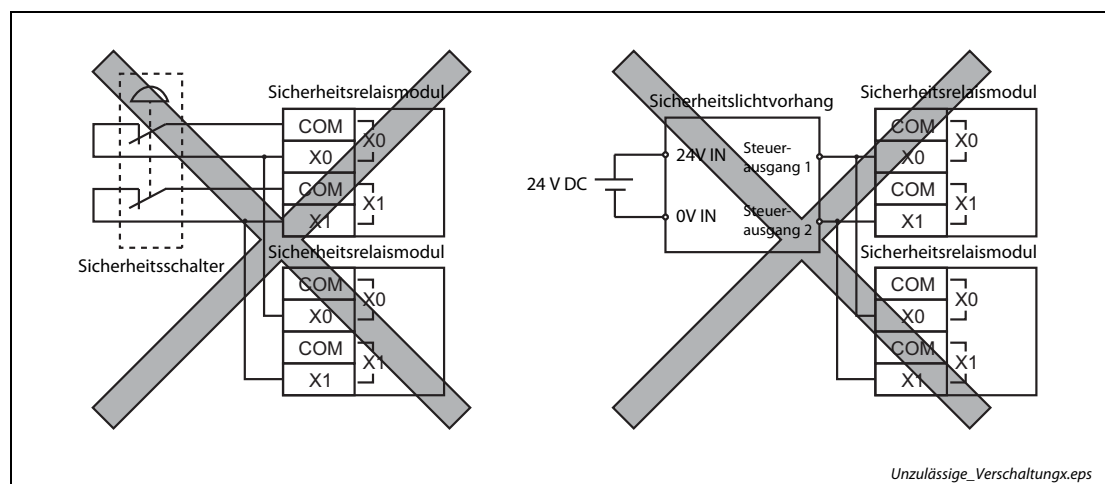 Sicherheitsrelaismodul
COM
X0
X0
COM
X1
X1
Sicherheitsschalter
Sicherheitsrelaismodul
COM
X0
X0
COM
X1
X1
Sicherheitslichtvorhang
24 V DC
24V IN
0V IN
Steuer-
ausgang 1
Steuer-
ausgang 2
Sicherheitsrelaismodul
COM
X0
X0
COM
X1
X1
Sicherheitsrelaismodul
COM
X0
X0
COM
X1
X1
Unzulässige_Verschaltungx.eps